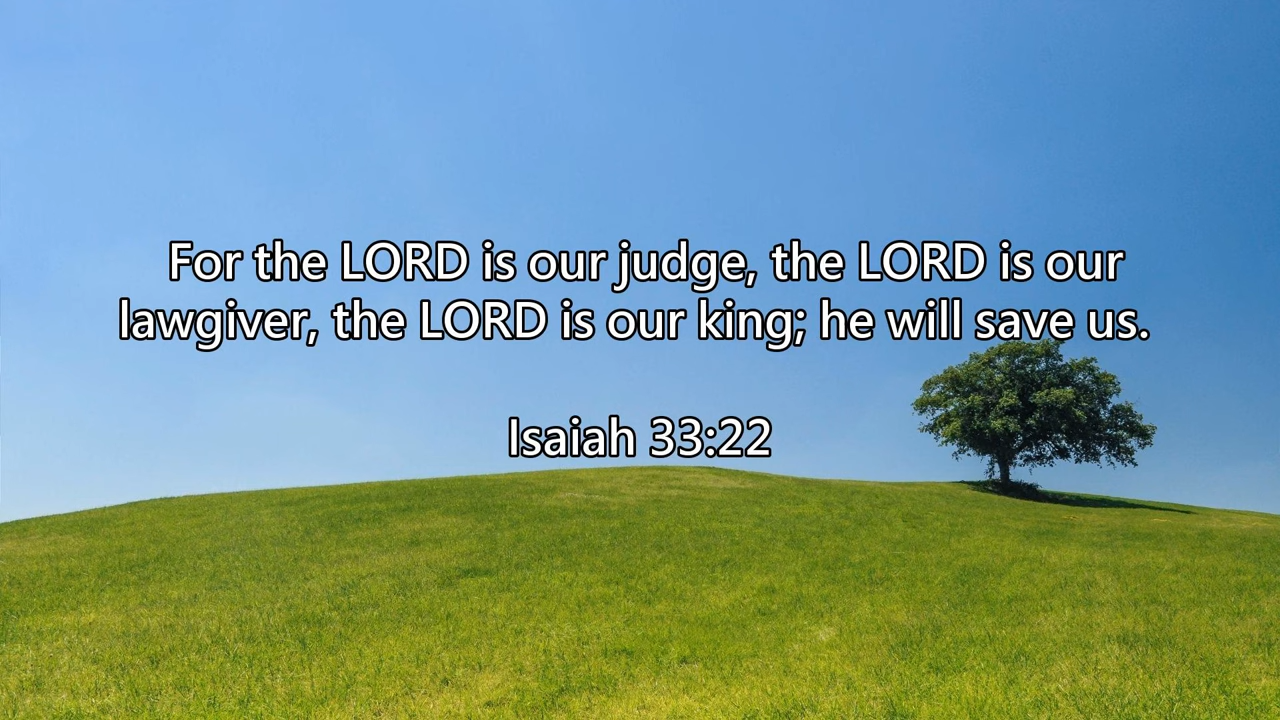 For the LORD is our judge, the LORD is our
lawgiver, the LORD is our king; he will save us.
Isaiah 33:22